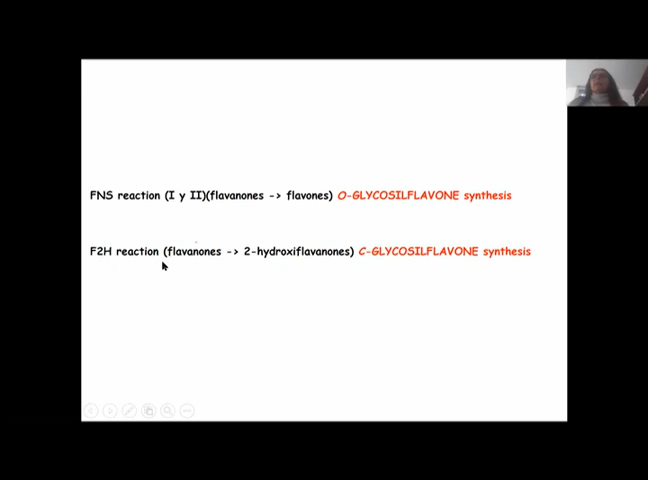 FNS reaction (I y II)(flavanones -> flavones) O-GLYCOSILFLAVONE synthesis
F2H reaction (flavanones -> 2-hydroxiflavanones) C-GLYCOSILFLAVONE synthesis